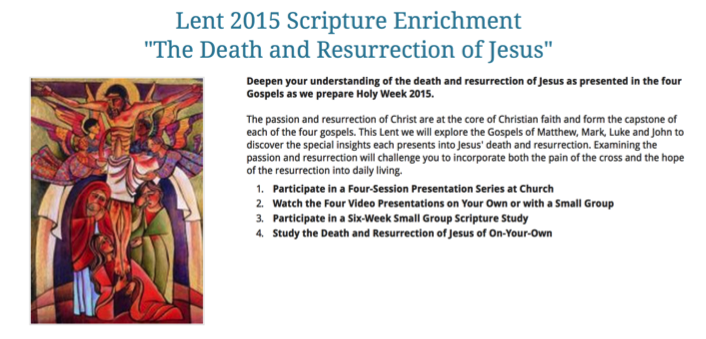 Lent 2015 Scripture Enrichment
"The Death and Resurrection of Jesus"
Deepen your understanding of the death and resurrection of Jesus as presented in the four
Gospels as we prepare Holy Week 2015.
The passion and resurrection of Christ are at the core of Christian faith and form the capstone of
each of the four gospels. This Lent we will explore the Gospels of Matthew, Mark, Luke and John to
discover the special insights each presents into Jesus' death and resurrection. Examining the
passion and resurrection will challenge you to incorporate both the pain of the cross and the hope
of the resurrection into daily living.
1. Participate in a Four-Session Presentation Series at Church
2. Watch the Four Video Presentations on Your Own or with a Small Group
3. Participate in a Six-Week Small Group Scripture Study
4. Study the Death and Resurrection of Jesus of On-Your-Own